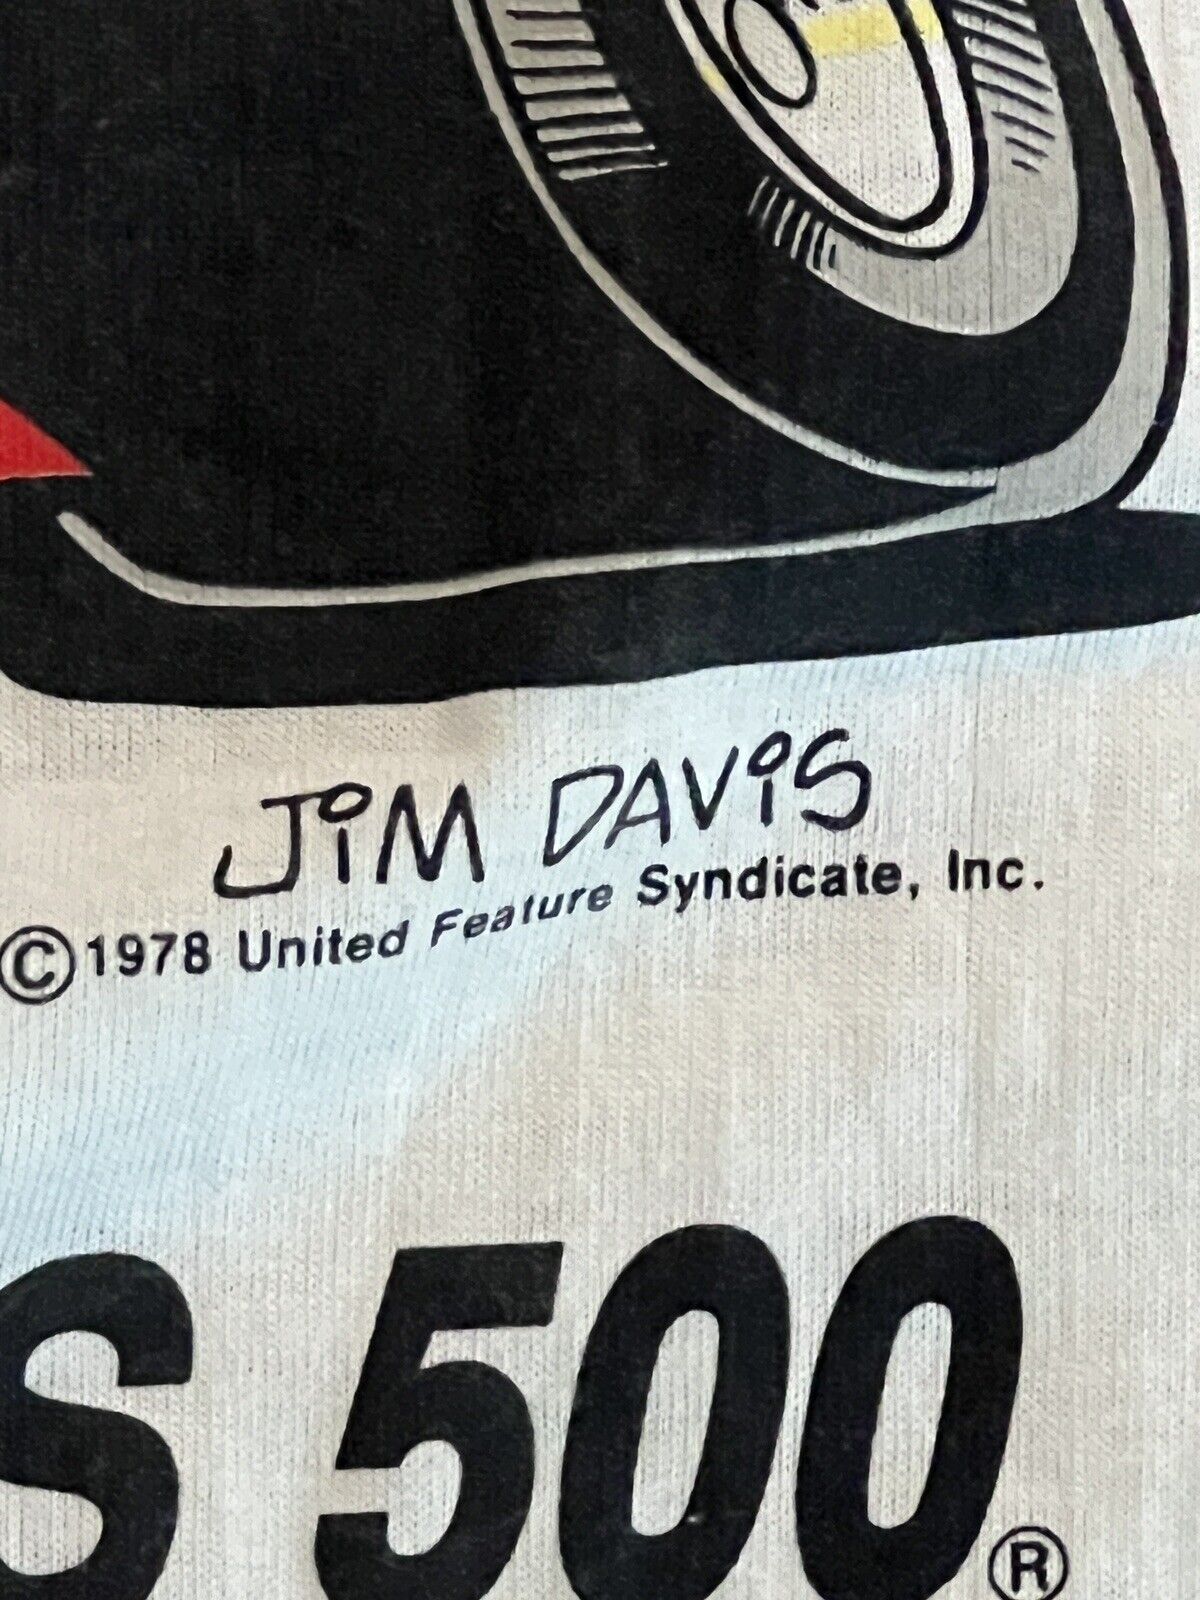 JiM DAViS
©1978 United Feature Syndicate, Inc.
S 500®